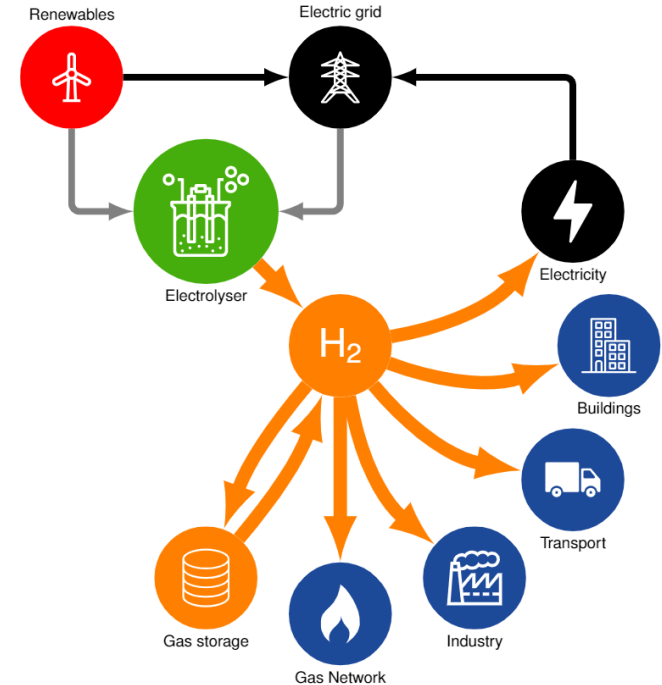 Renewables
Electric grid
Electrolyser
Electricity
H₂
Buildings
Transport
Gas storage
Industry
Gas Network